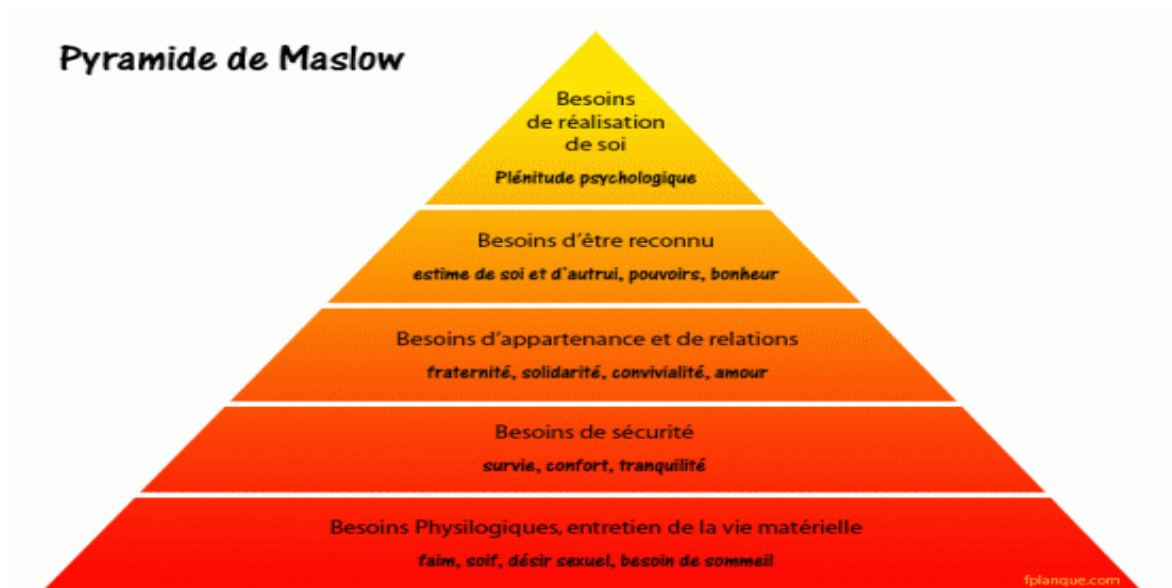 Pyramide de Maslow
Besoins
de réalisation
de soi
Plénitude psychologique
Besoins d'être reconnu
estime de soi et d'autrui, pouvoirs, bonheur
Besoins d'appartenance et de relations
fraternité, solidarité, convivialité, amour
Besoins de sécurité
survie, confort, tranquilité
Besoins Physilogiques, entretien de la vie matérielle
faim, soif, désir sexuel, besoin de sommeil
fplanque.com